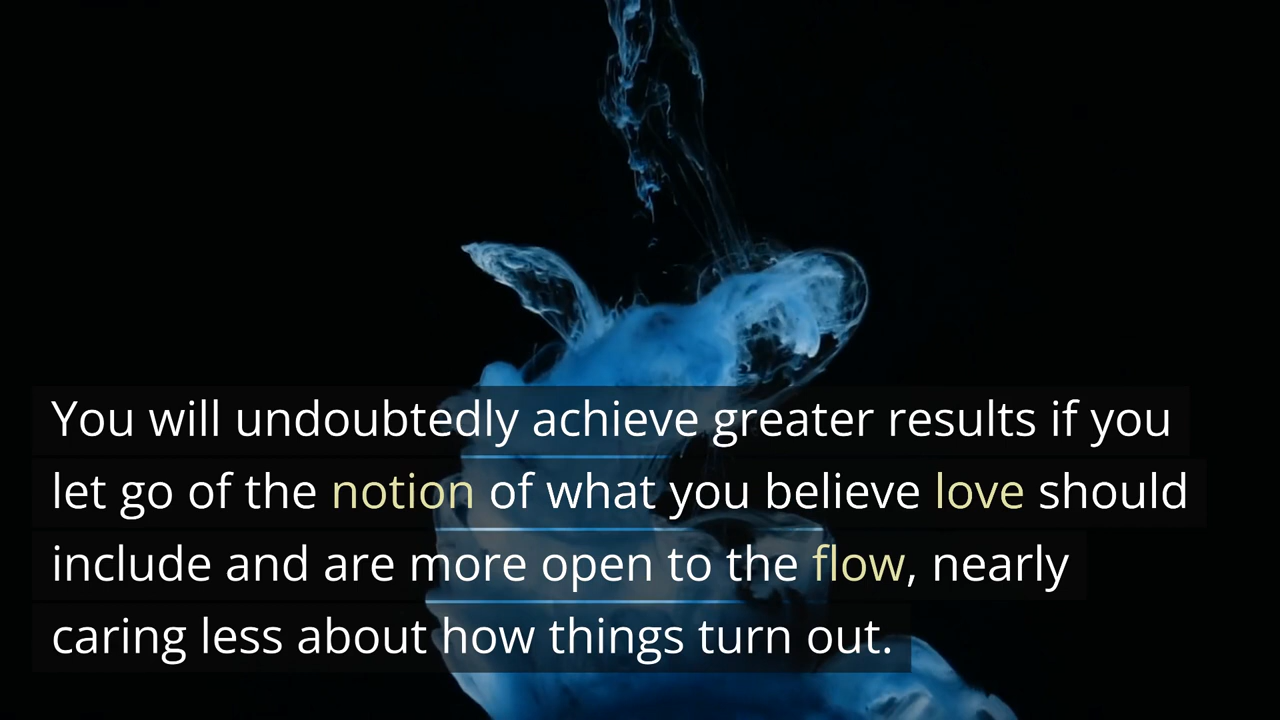 You will undoubtedly achieve greater results if you
let go of the notion of what you believe love should
include and are more open to the flow, nearly
caring less about how things turn out.